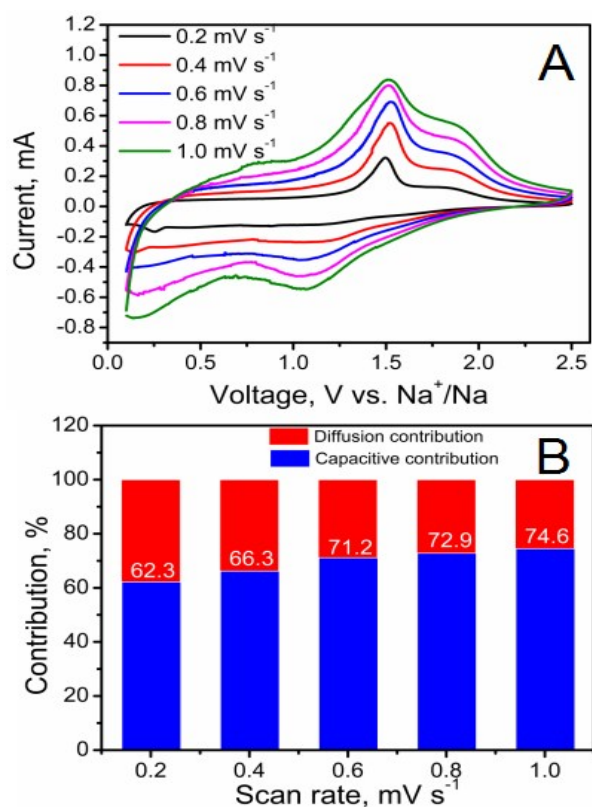 A
0.2 mV s⁻¹
0.4 mV s⁻¹
0.6 mV s⁻¹
0.8 mV s⁻¹
1.0 mV s⁻¹
1.2
1.0
0.8
0.6
0.4
0.2
0.0
-0.2
-0.4
-0.6
-0.8
Current, mA
0.0 0.5 1.0 1.5 2.0 2.5
Voltage, V vs. Na⁺/Na
B
Diffusion contribution
Capacitive contribution
120
100
80
60
40
20
0
Contribution, %
62.3 66.3 71.2 72.9 74.6
0.2 0.4 0.6 0.8 1.0
Scan rate, mV s⁻¹